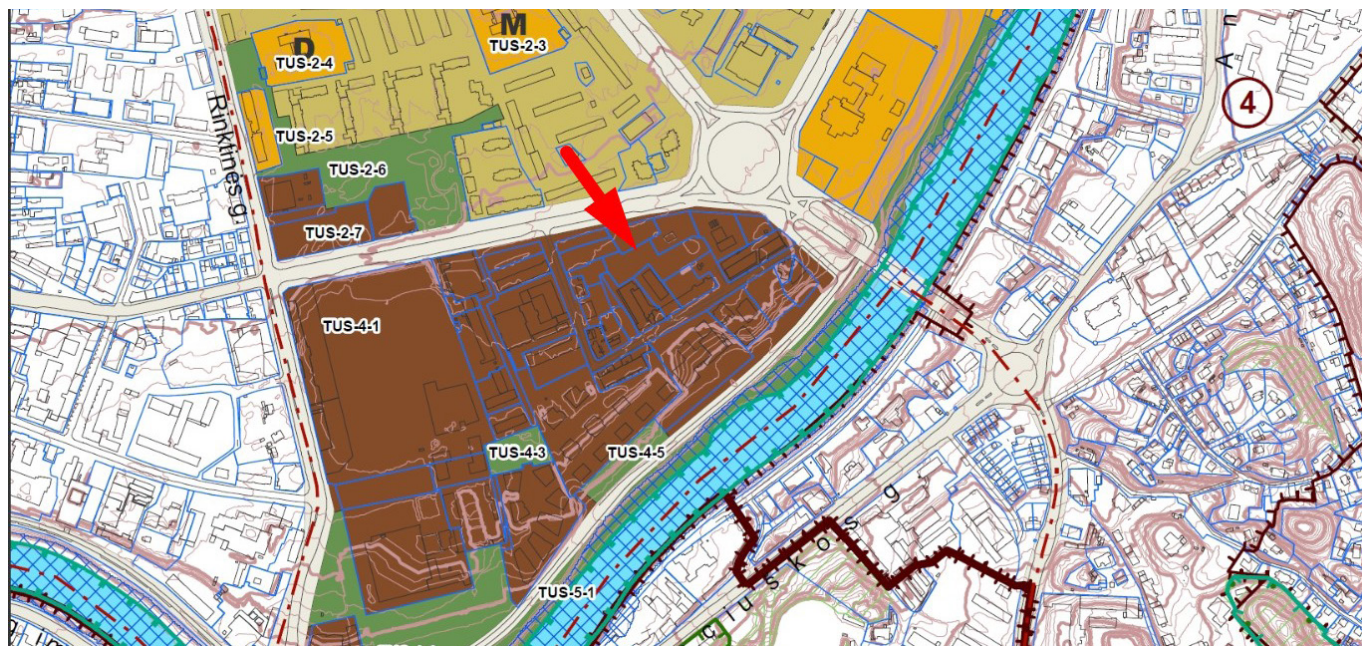 M
D
TUS-2-3
TUS-2-4
A n
4
Rinktinės g.
TUS-2-5
TUS-2-6
TUS-2-7
TUS-4-1
TUS-4-3
TUS-4-5
TUS-5-1
c i u š k o s g